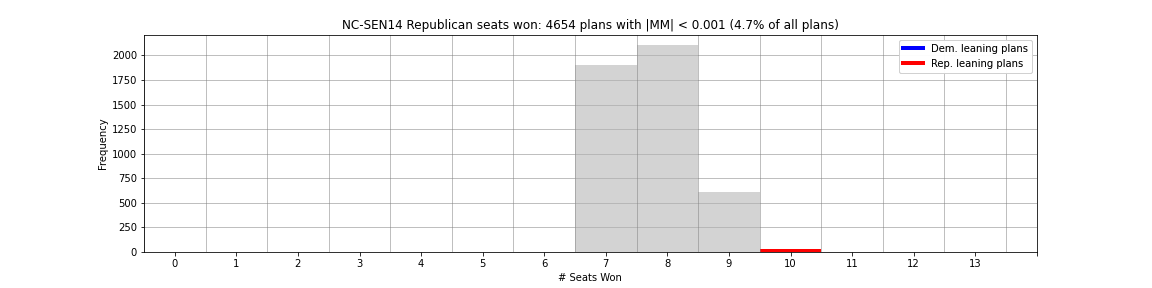 NC-SEN14 Republican seats won: 4654 plans with |MM| < 0.001 (4.7% of all plans)
Dem. leaning plans
Rep. leaning plans
Frequency
2000
1750
1500
1250
1000
750
500
250
0
0 1 2 3 4 5 6 7 8 9 10 11 12 13
# Seats Won